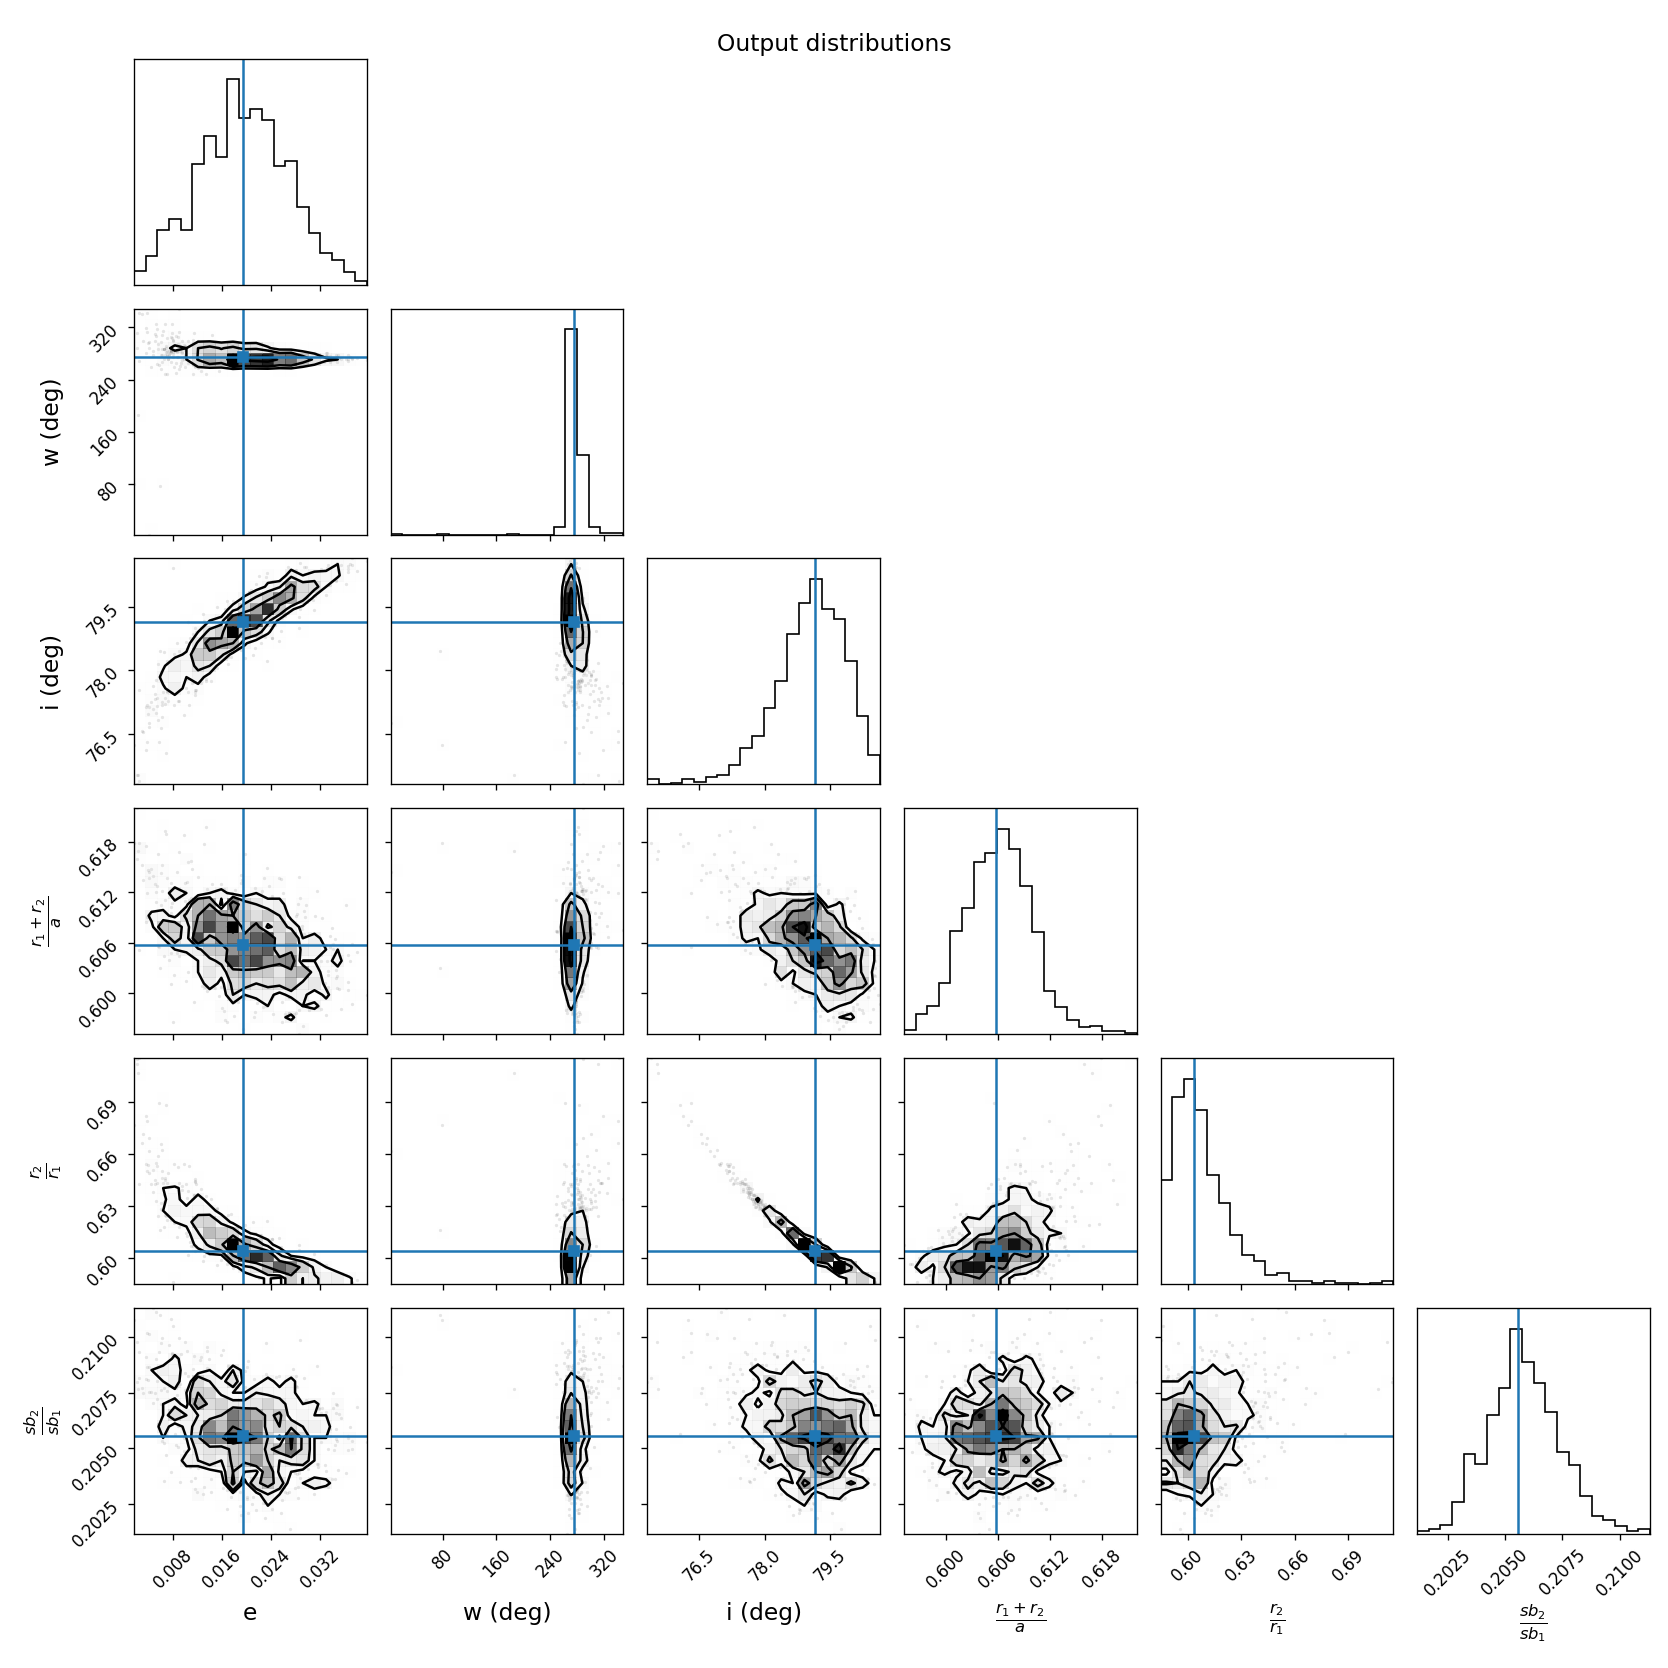 Output distributions
w (deg)
320
240
160
80
i (deg)
79.5
78.0
76.5
r₁ + r₂
a
0.618
0.612
0.606
0.600
r₂
r₁
0.69
0.66
0.63
0.60
sb₂
sb₁
0.2100
0.2075
0.2050
0.2025
0.008 0.016 0.024 0.032
80 160 240 320
76.5 78.0 79.5
0.600 0.606 0.612 0.618
0.60 0.63 0.66 0.69
0.2025 0.2050 0.2075 0.2100
e
w (deg)
i (deg)
r₁ + r₂
a
r₂
r₁
sb₂
sb₁